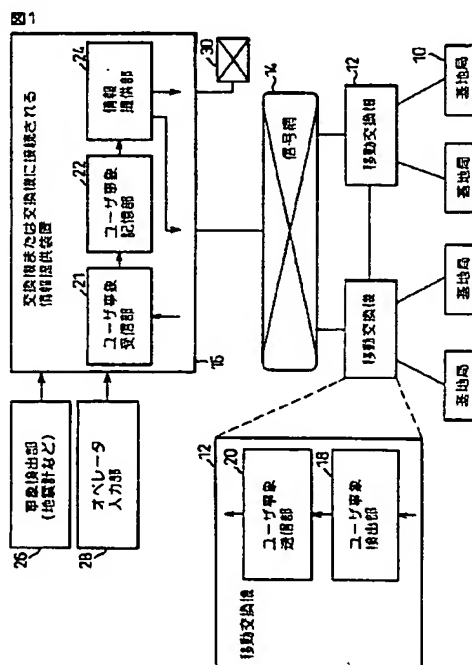 図1
交換機または交換機に接続される
情報提供装置
24
情報
提供部
22
ユーザ事象
記憶部
21
ユーザ事象
受信部
16
30
事象検出部
(地震計など)
26
オペレータ
入力部
28
14
信号網
12
移動交換機
移動交換機
10
基地局
基地局
基地局
基地局
12
移動交換機
20
ユーザ事象
送信部
18
ユーザ事象
検出部